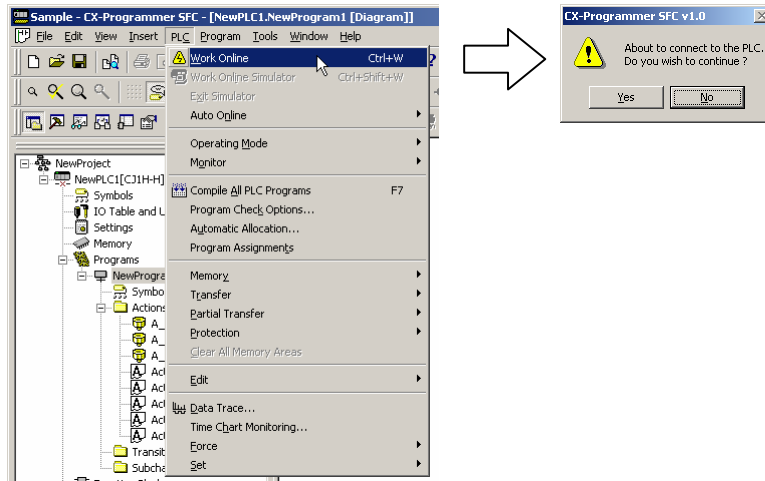 Sample - CX-Programmer SFC - [NewPLC1.NewProgram1 [Diagram]]
File Edit View Insert PLC Program Tools Window Help
Work Online Ctrl+W
Work Online Simulator Ctrl+Shift+W
Exit Simulator
Auto Online
Operating Mode
Monitor
Compile All PLC Programs F7
Program Check Options...
Automatic Allocation...
Program Assignments
Memory
Transfer
Partial Transfer
Protection
Clear All Memory Areas
Edit
Data Trace...
Time Chart Monitoring...
Force
Set
NewProject
NewPLC1[CJ1H-H]
Symbols
IO Table and U
Settings
Memory
Programs
NewProgra
Symbo
Actions
A_
A_
A_
Act
Act
Act
Act
Act
Transit
Subcha
CX-Programmer SFC v1.0
About to connect to the PLC.
Do you wish to continue ?
Yes No